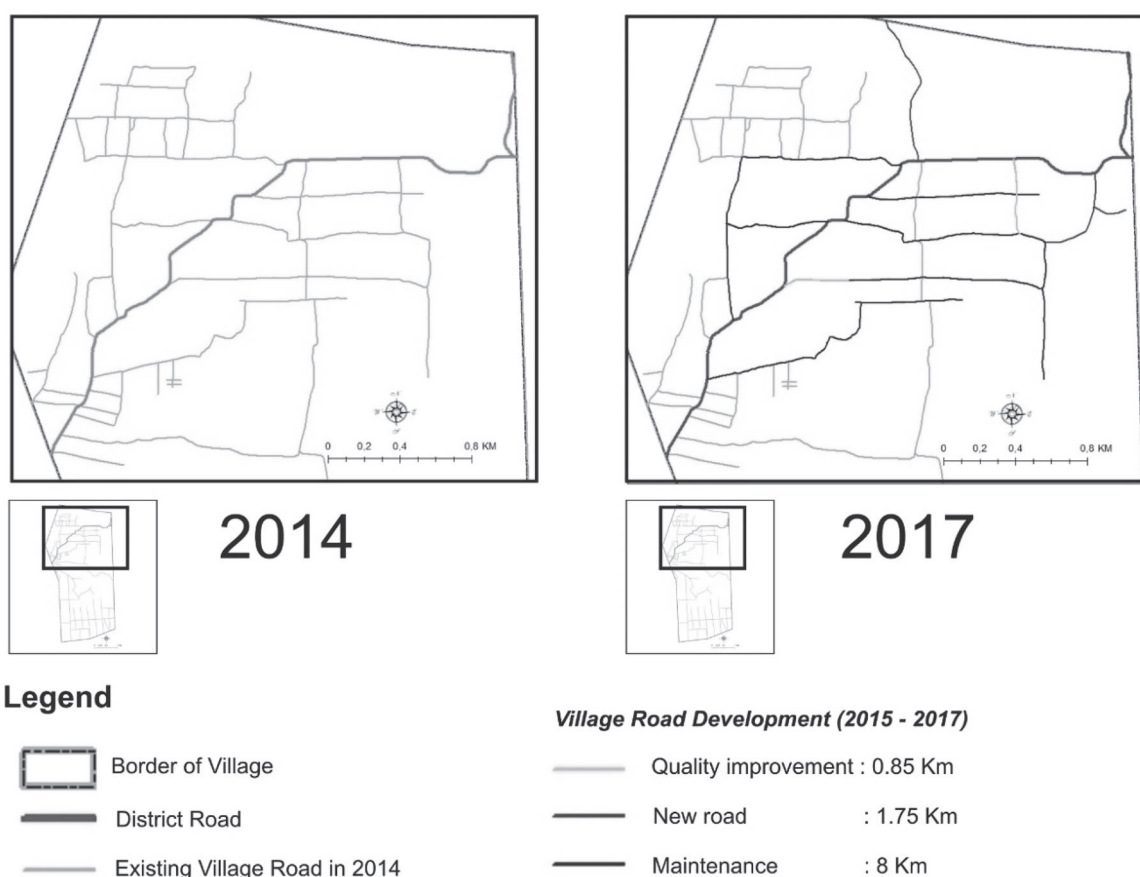 0 0,2 0,4 0,8 KM
0 0,2 0,4 0,8 KM
2014
2017
Legend
Border of Village
District Road
Existing Village Road in 2014
Village Road Development (2015 - 2017)
Quality improvement : 0.85 Km
New road : 1.75 Km
Maintenance : 8 Km